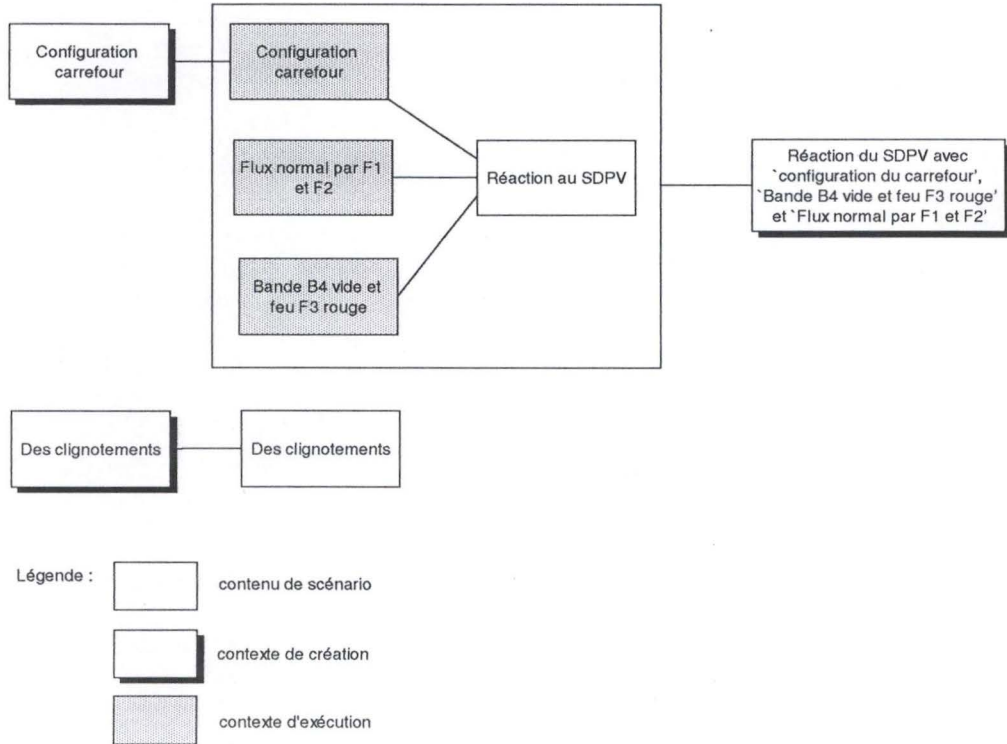 Configuration
carrefour
Configuration
carrefour
Flux normal par F1
et F2
Réaction au SDPV
Bande B4 vide et
feu F3 rouge
Réaction du SDPV avec
`configuration du carrefour',
`Bande B4 vide et feu F3 rouge'
et `Flux normal par F1 et F2'
Des clignotements
Des clignotements
Légende :
contenu de scénario
contexte de création
contexte d'exécution